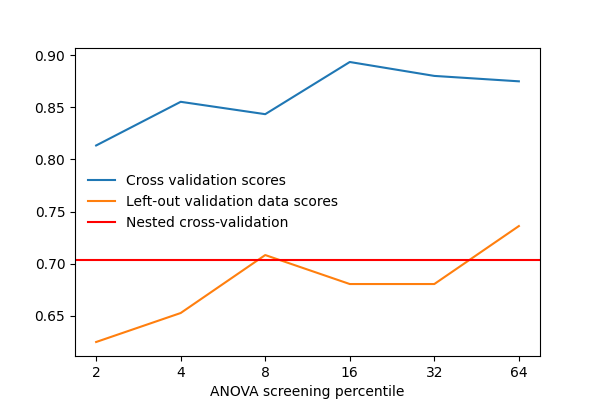 0.90
0.85
0.80
0.75
0.70
0.65
Cross validation scores
Left-out validation data scores
Nested cross-validation
2 4 8 16 32 64
ANOVA screening percentile